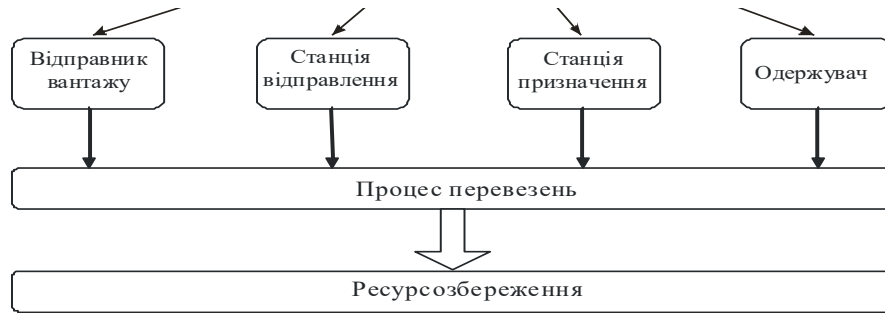 Відправник
вантажу
Станція
відправлення
Станція
призначення
Одержувач
Процес перевезень
Ресурсозбереження